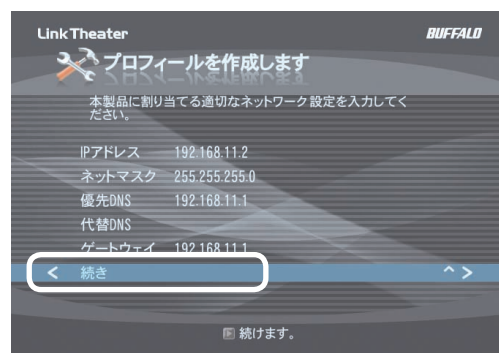 LinkTheater
BUFFALO
プロフィールを作成します
本製品に割り当てる適切なネットワーク設定を入力してく
ださい。
IPアドレス 192.168.11.2
ネットマスク 255.255.255.0
優先DNS 192.168.11.1
代替DNS
ゲートウェイ 192.168.11.1
< 続き ^ >
続けます。